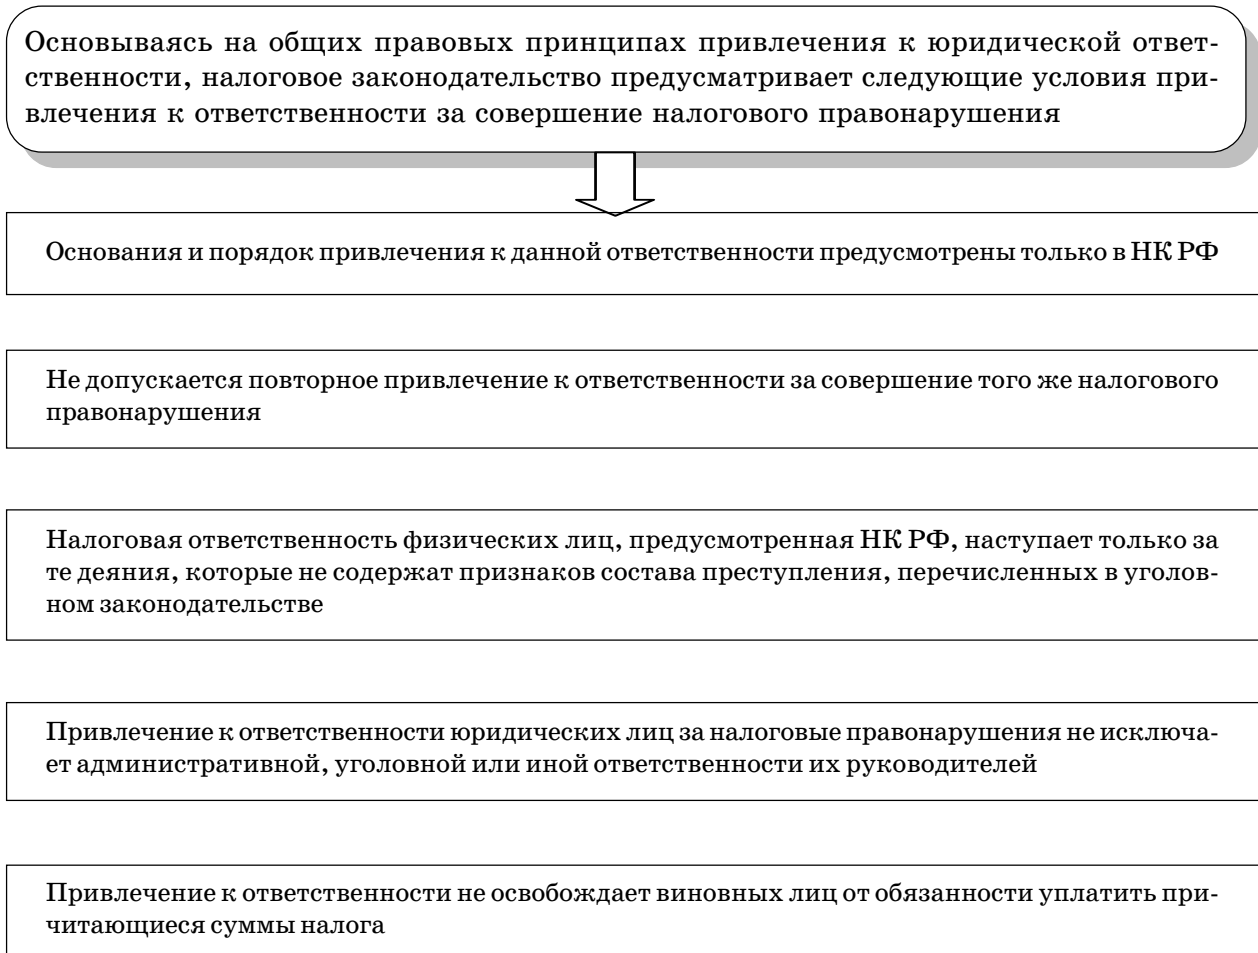 Основываясь на общих правовых принципах привлечения к юридической ответ-
ственности, налоговое законодательство предусматривает следующие условия при-
влечения к ответственности за совершение налогового правонарушения
Основания и порядок привлечения к данной ответственности предусмотрены только в НК РФ
Не допускается повторное привлечение к ответственности за совершение того же налогового
правонарушения
Налоговая ответственность физических лиц, предусмотренная НК РФ, наступает только за
те деяния, которые не содержат признаков состава преступления, перечисленных в уголов-
ном законодательстве
Привлечение к ответственности юридических лиц за налоговые правонарушения не исключа-
ет административной, уголовной или иной ответственности их руководителей
Привлечение к ответственности не освобождает виновных лиц от обязанности уплатить при-
читающиеся суммы налога